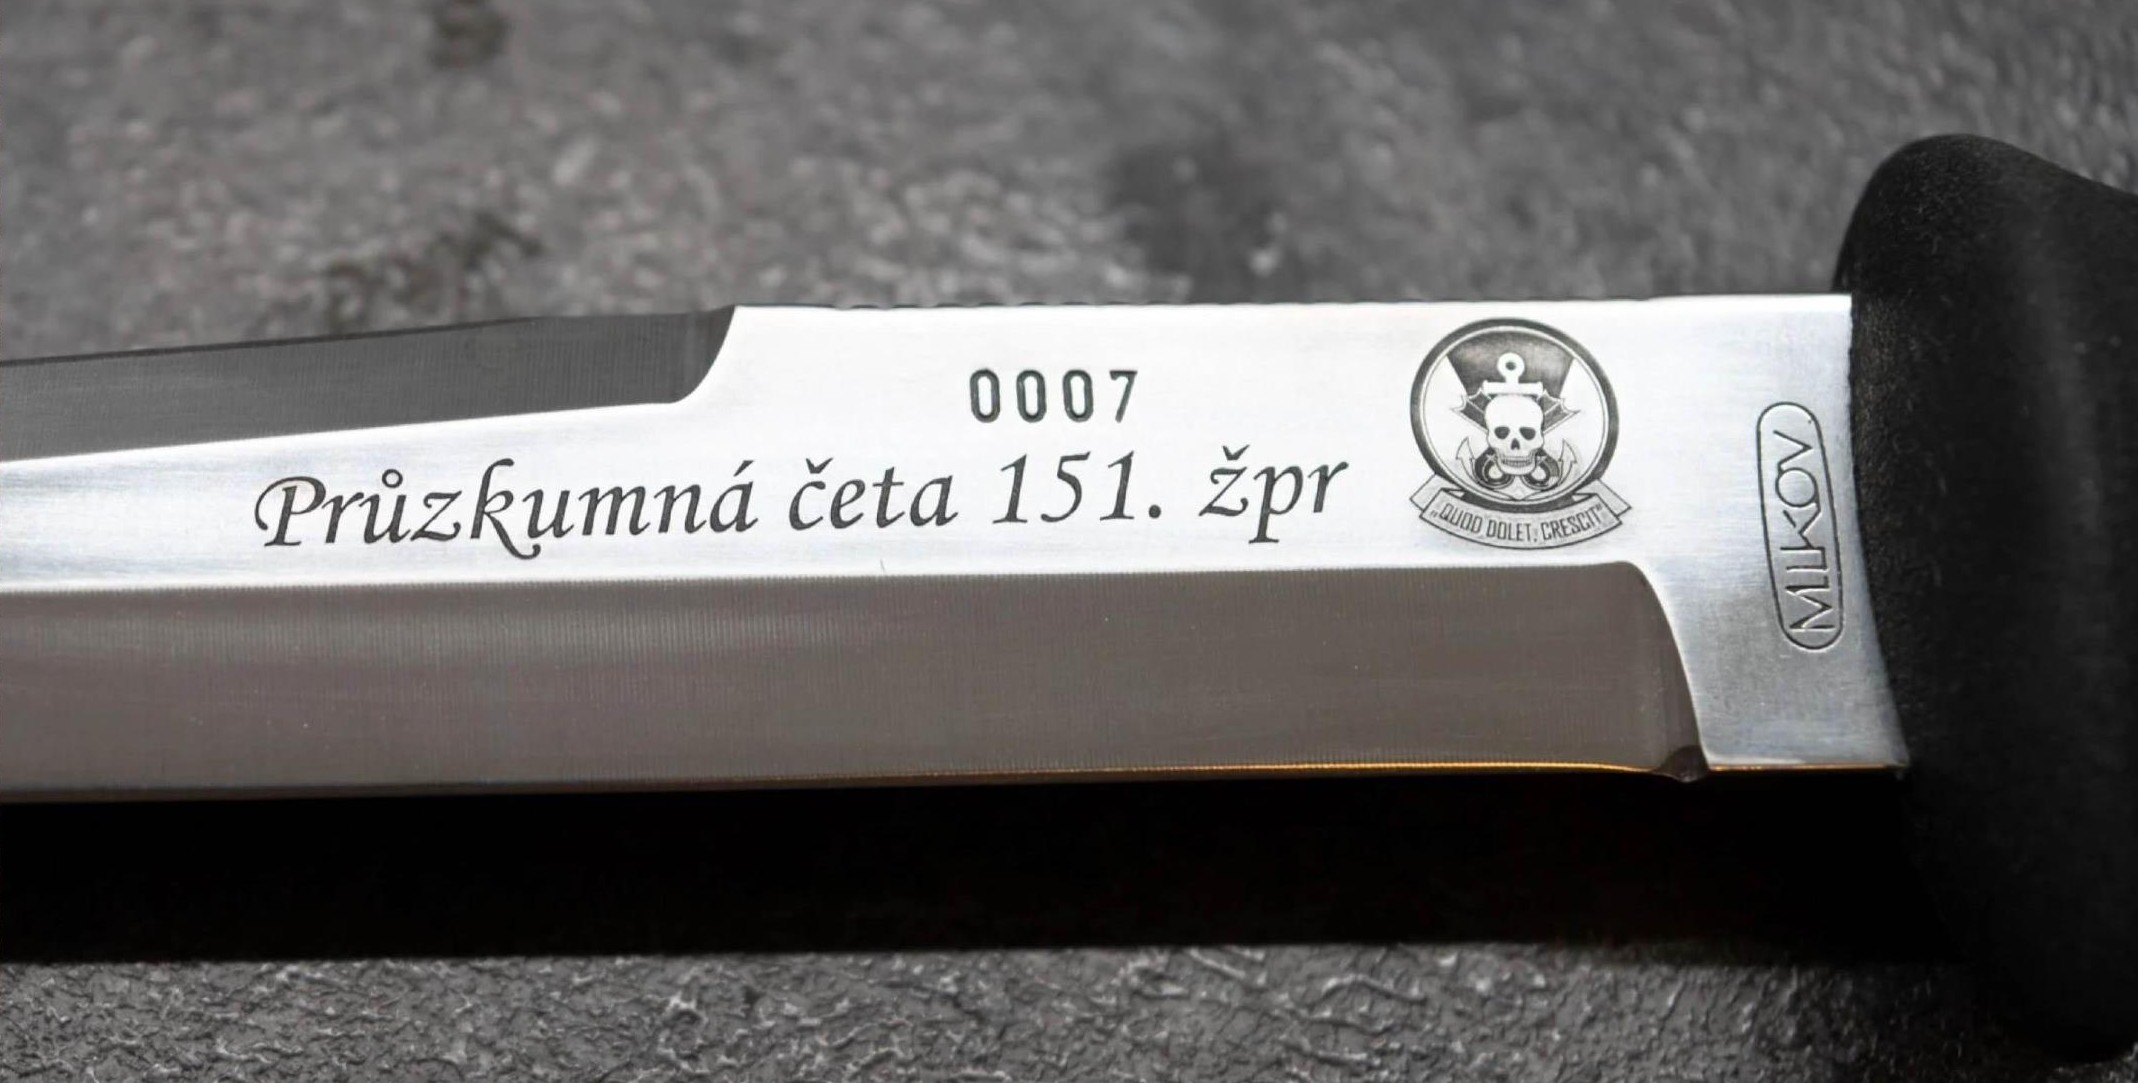 0007
Průzkumná četa 151. žpr
„QUOD DOLET, CRESCIT"
MIKOV